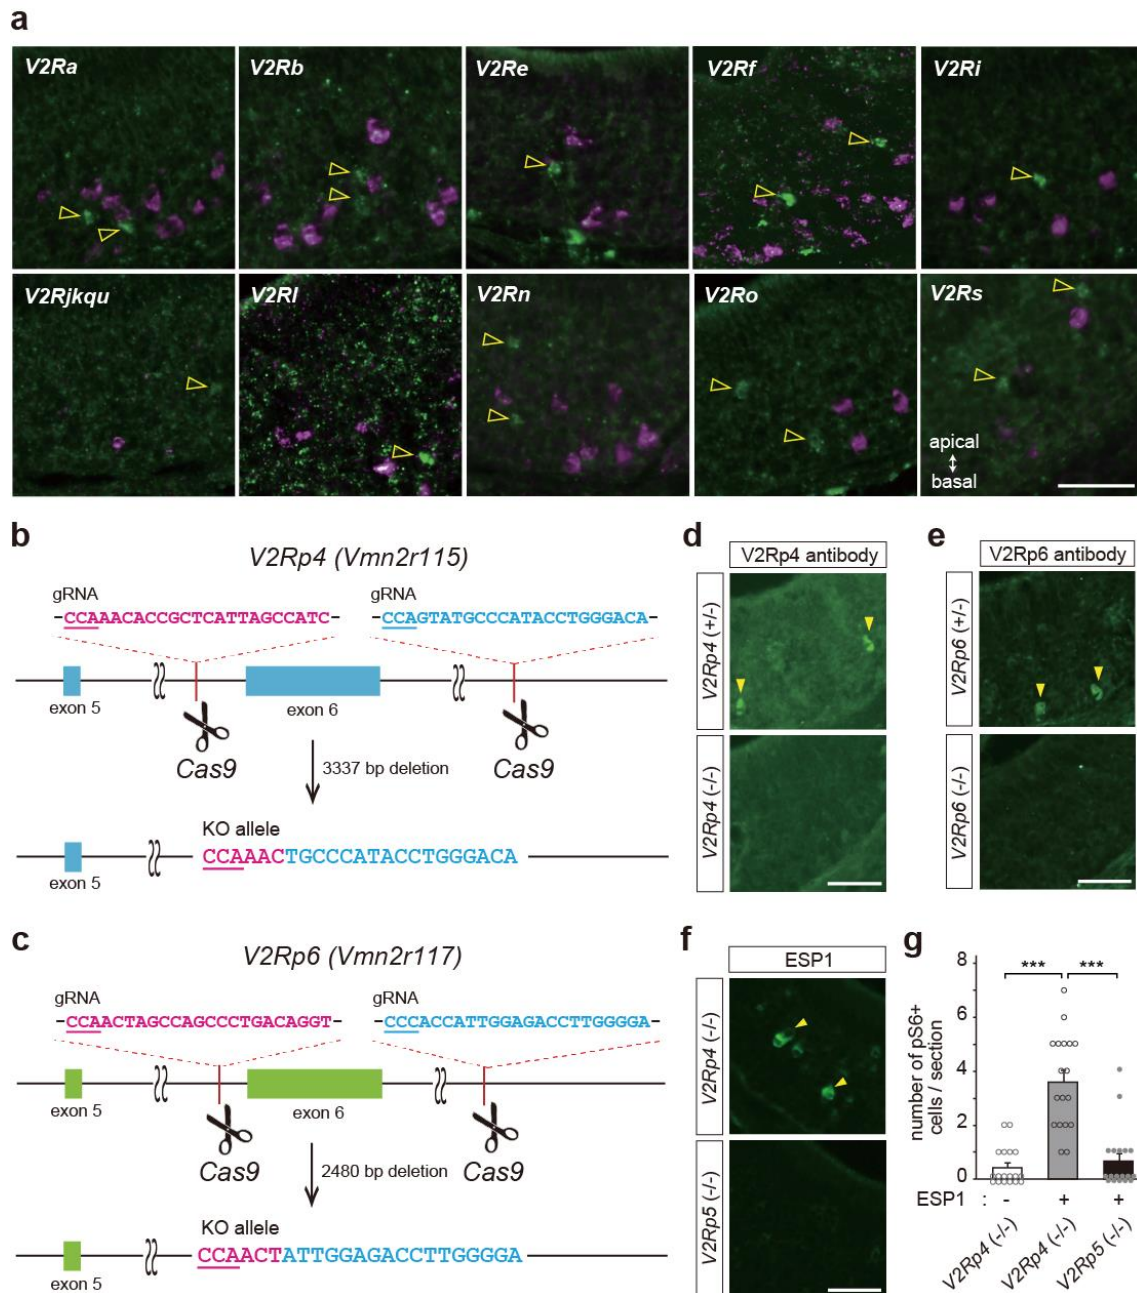 a
V2Ra
V2Rb
V2Re
V2Rf
V2Ri
V2Rjkqu
V2Rl
V2Rn
V2Ro
V2Rs
apical
basal
b
V2Rp4 (Vmn2r115)
gRNA
gRNA
-CCAAACACCGCTCATTAGCCATC-
-CCAGTATGCCCATACCTGGGACA-
exon 5
exon 6
Cas9
Cas9
3337 bp deletion
KO allele
CCAAACTGCCCATACCTGGGACA
exon 5
c
V2Rp6 (Vmn2r117)
gRNA
gRNA
-CCAACTAGCCAGCCCTGACAGGT-
-CCCACCATTGGAGACCTTGGGGA-
exon 5
exon 6
Cas9
Cas9
2480 bp deletion
KO allele
CCAACTATTGGAGACCTTGGGGA
exon 5
d
V2Rp4 antibody
V2Rp4 (+/-)
V2Rp4 (-/-)
e
V2Rp6 antibody
V2Rp6 (+/-)
V2Rp6 (-/-)
f
ESP1
V2Rp4 (-/-)
V2Rp5 (-/-)
g
number of pS6+
cells / section
8
6
4
2
0
*** ***
ESP1 : - + +
V2Rp4 (-/-)
V2Rp4 (-/-)
V2Rp5 (-/-)